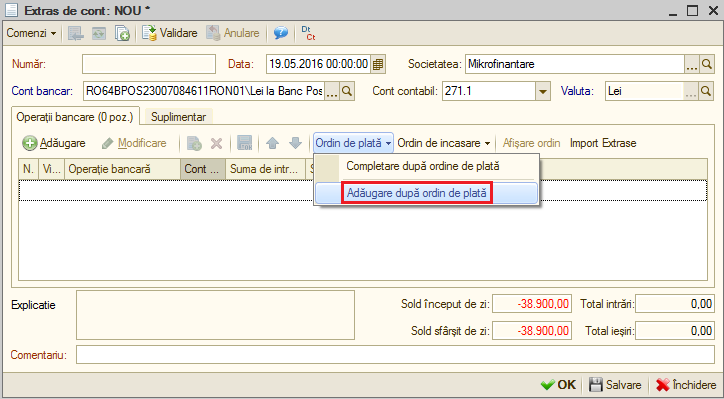 Extras de cont: NOU *
Comenzi Validare Anulare Dt Ct
Număr: Data: 19.05.2016 00:00:00 Societatea: Mikrofinantare ...
Cont bancar: RO64BPOS23007084611RON01\Lei la Banc Pos ... Cont contabil: 271.1 Valuta: Lei ...
Operații bancare (0 poz.) Suplimentar
Adăugare Modificare Ordin de plată Ordin de incasare Afișare ordin Import Extrase
N. Vi... Operație bancară Cont ... Suma de intr... S
Completare după ordine de plată
Adăugare după ordin de plată
Explicatie
Sold început de zi: -38.900,00 Total intrări: 0,00
Sold sfârșit de zi: -38.900,00 Total ieșiri: 0,00
Comentariu:
OK Salvare Închidere